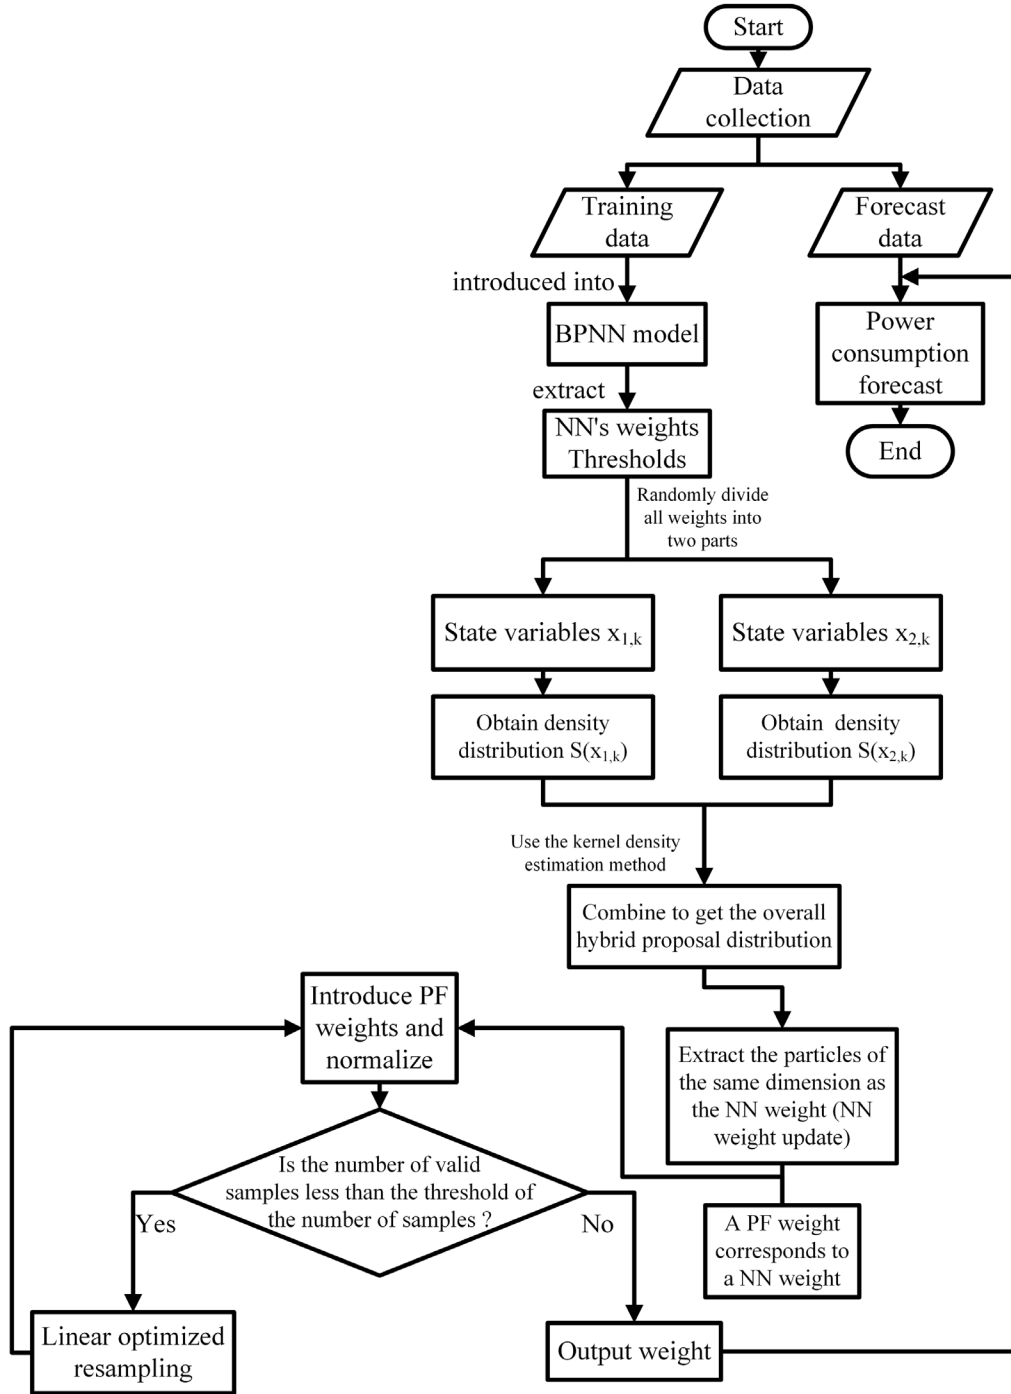 Start
Data
collection
Training
data
Forecast
data
introduced into
BPNN model
Power
consumption
forecast
extract
NN's weights
Thresholds
End
Randomly divide
all weights into
two parts
State variables x₁,ₖ
State variables x₂,ₖ
Obtain density
distribution S(x₁,ₖ)
Obtain density
distribution S(x₂,ₖ)
Use the kernel density
estimation method
Combine to get the overall
hybrid proposal distribution
Introduce PF
weights and
normalize
Extract the particles of
the same dimension as
the NN weight (NN
weight update)
Is the number of valid
samples less than the threshold of
the number of samples ?
Yes
No
A PF weight
corresponds to
a NN weight
Linear optimized
resampling
Output weight